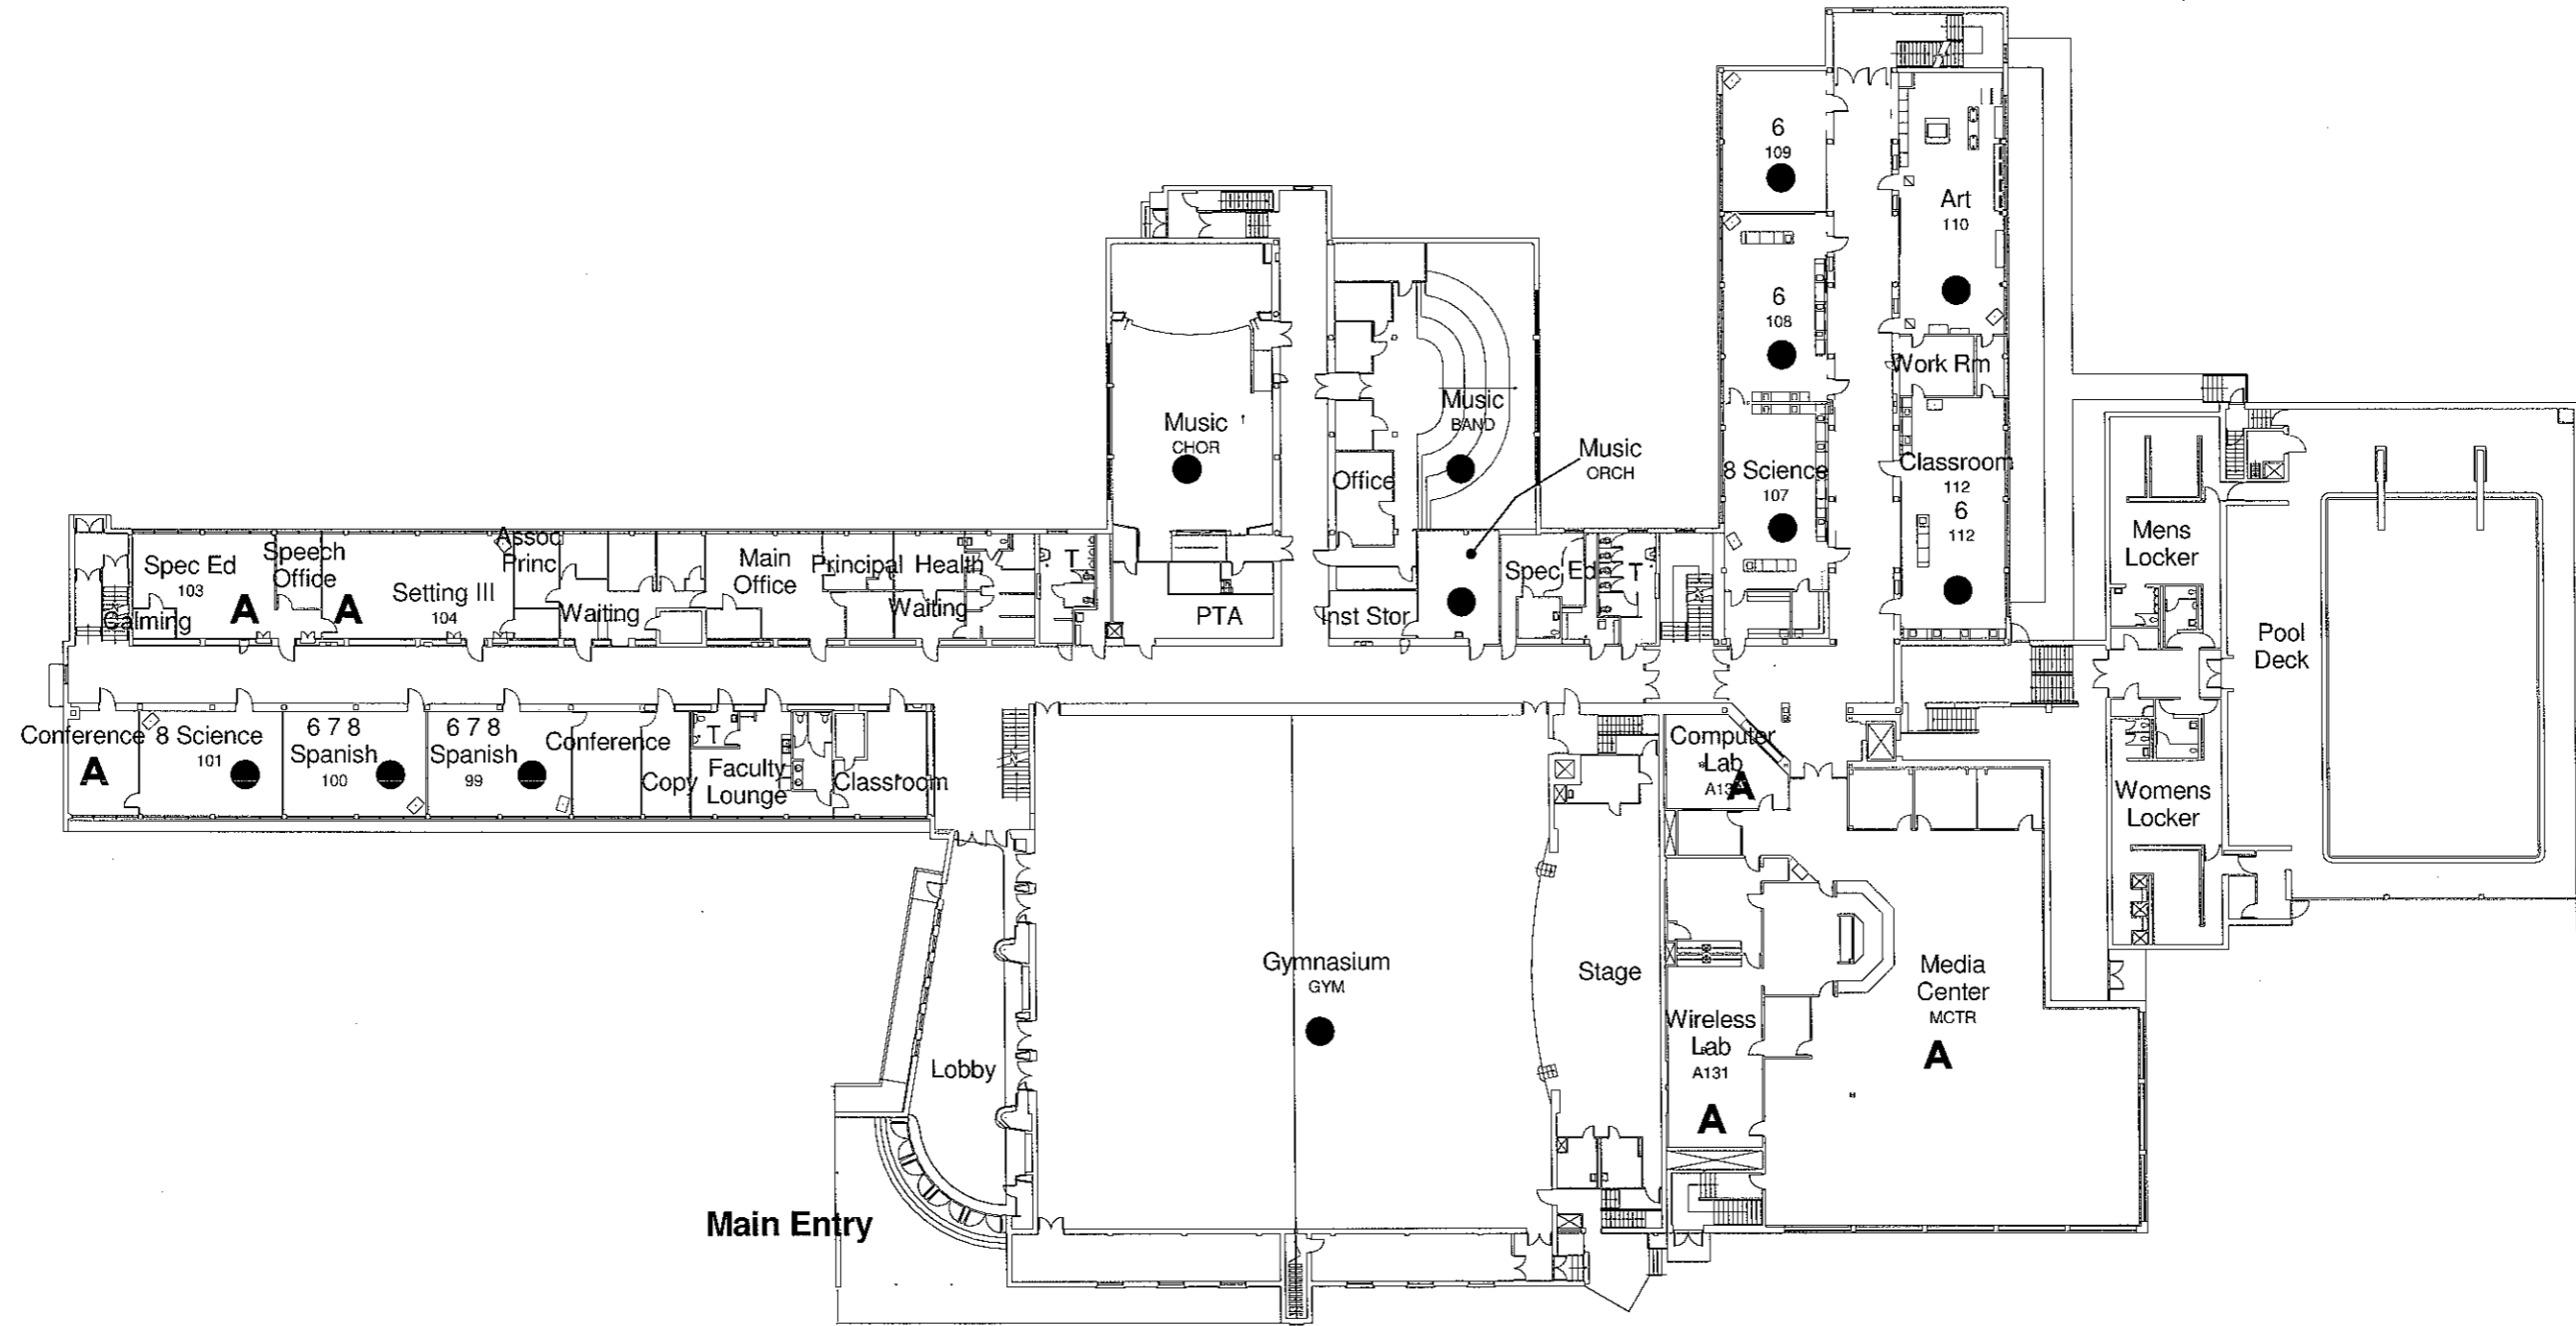 6
109
Art
110
6
108
Work Rm
Music
CHOR
Music
BAND
Music
ORCH
Office
8 Science
107
Classroom
112
6
112
Mens
Locker
Pool
Deck
Spec Ed
103
A
Calming
Speech
Office
A
Setting III
104
Assoc
Princ
Waiting
Main
Office
Principal
Health
Waiting
T
PTA
Inst Stor
Spec Ed
T
Conference
A
8 Science
101
6 7 8
Spanish
100
6 7 8
Spanish
99
Conference
Copy
T
Faculty
Lounge
Classroom
Computer
Lab
A
Womens
Locker
Gymnasium
GYM
Stage
Media
Center
MCTR
A
Wireless
Lab
A131
A
Lobby
Main Entry